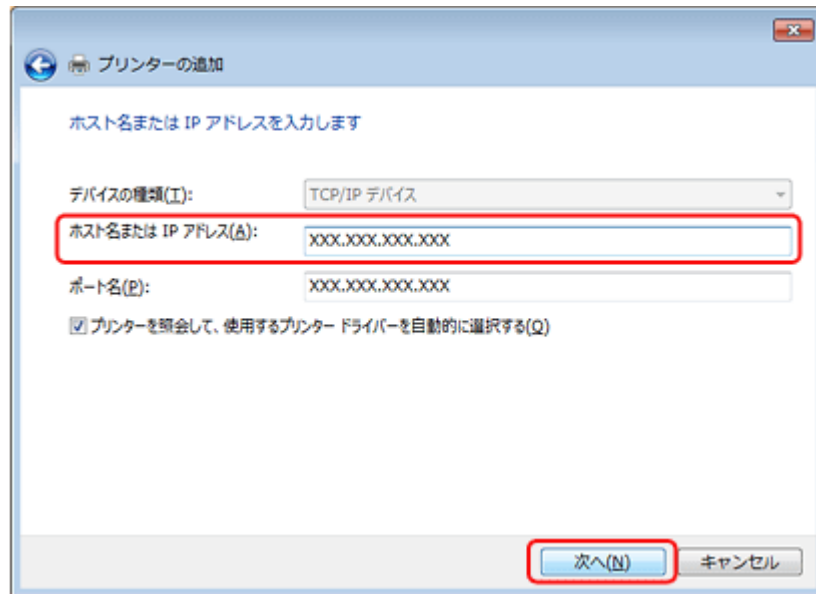 プリンターの追加
ホスト名または IP アドレスを入力します
デバイスの種類(T): TCP/IP デバイス
ホスト名または IP アドレス(A): XXX.XXX.XXX.XXX
ポート名(P): XXX.XXX.XXX.XXX
プリンターを照会して、使用するプリンター ドライバーを自動的に選択する(Q)
次へ(N) キャンセル